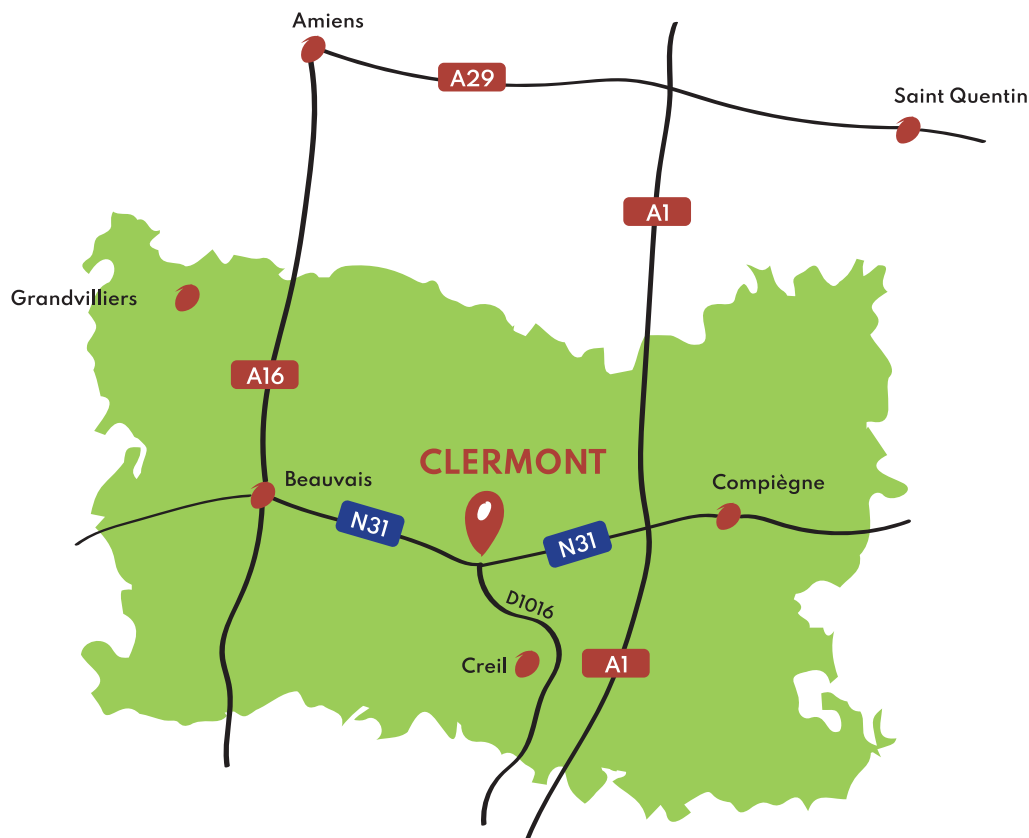 Amiens
A29
Saint Quentin
A1
Grandvilliers
A16
CLERMONT
Beauvais
Compiègne
N31
N31
D1016
Creil
A1